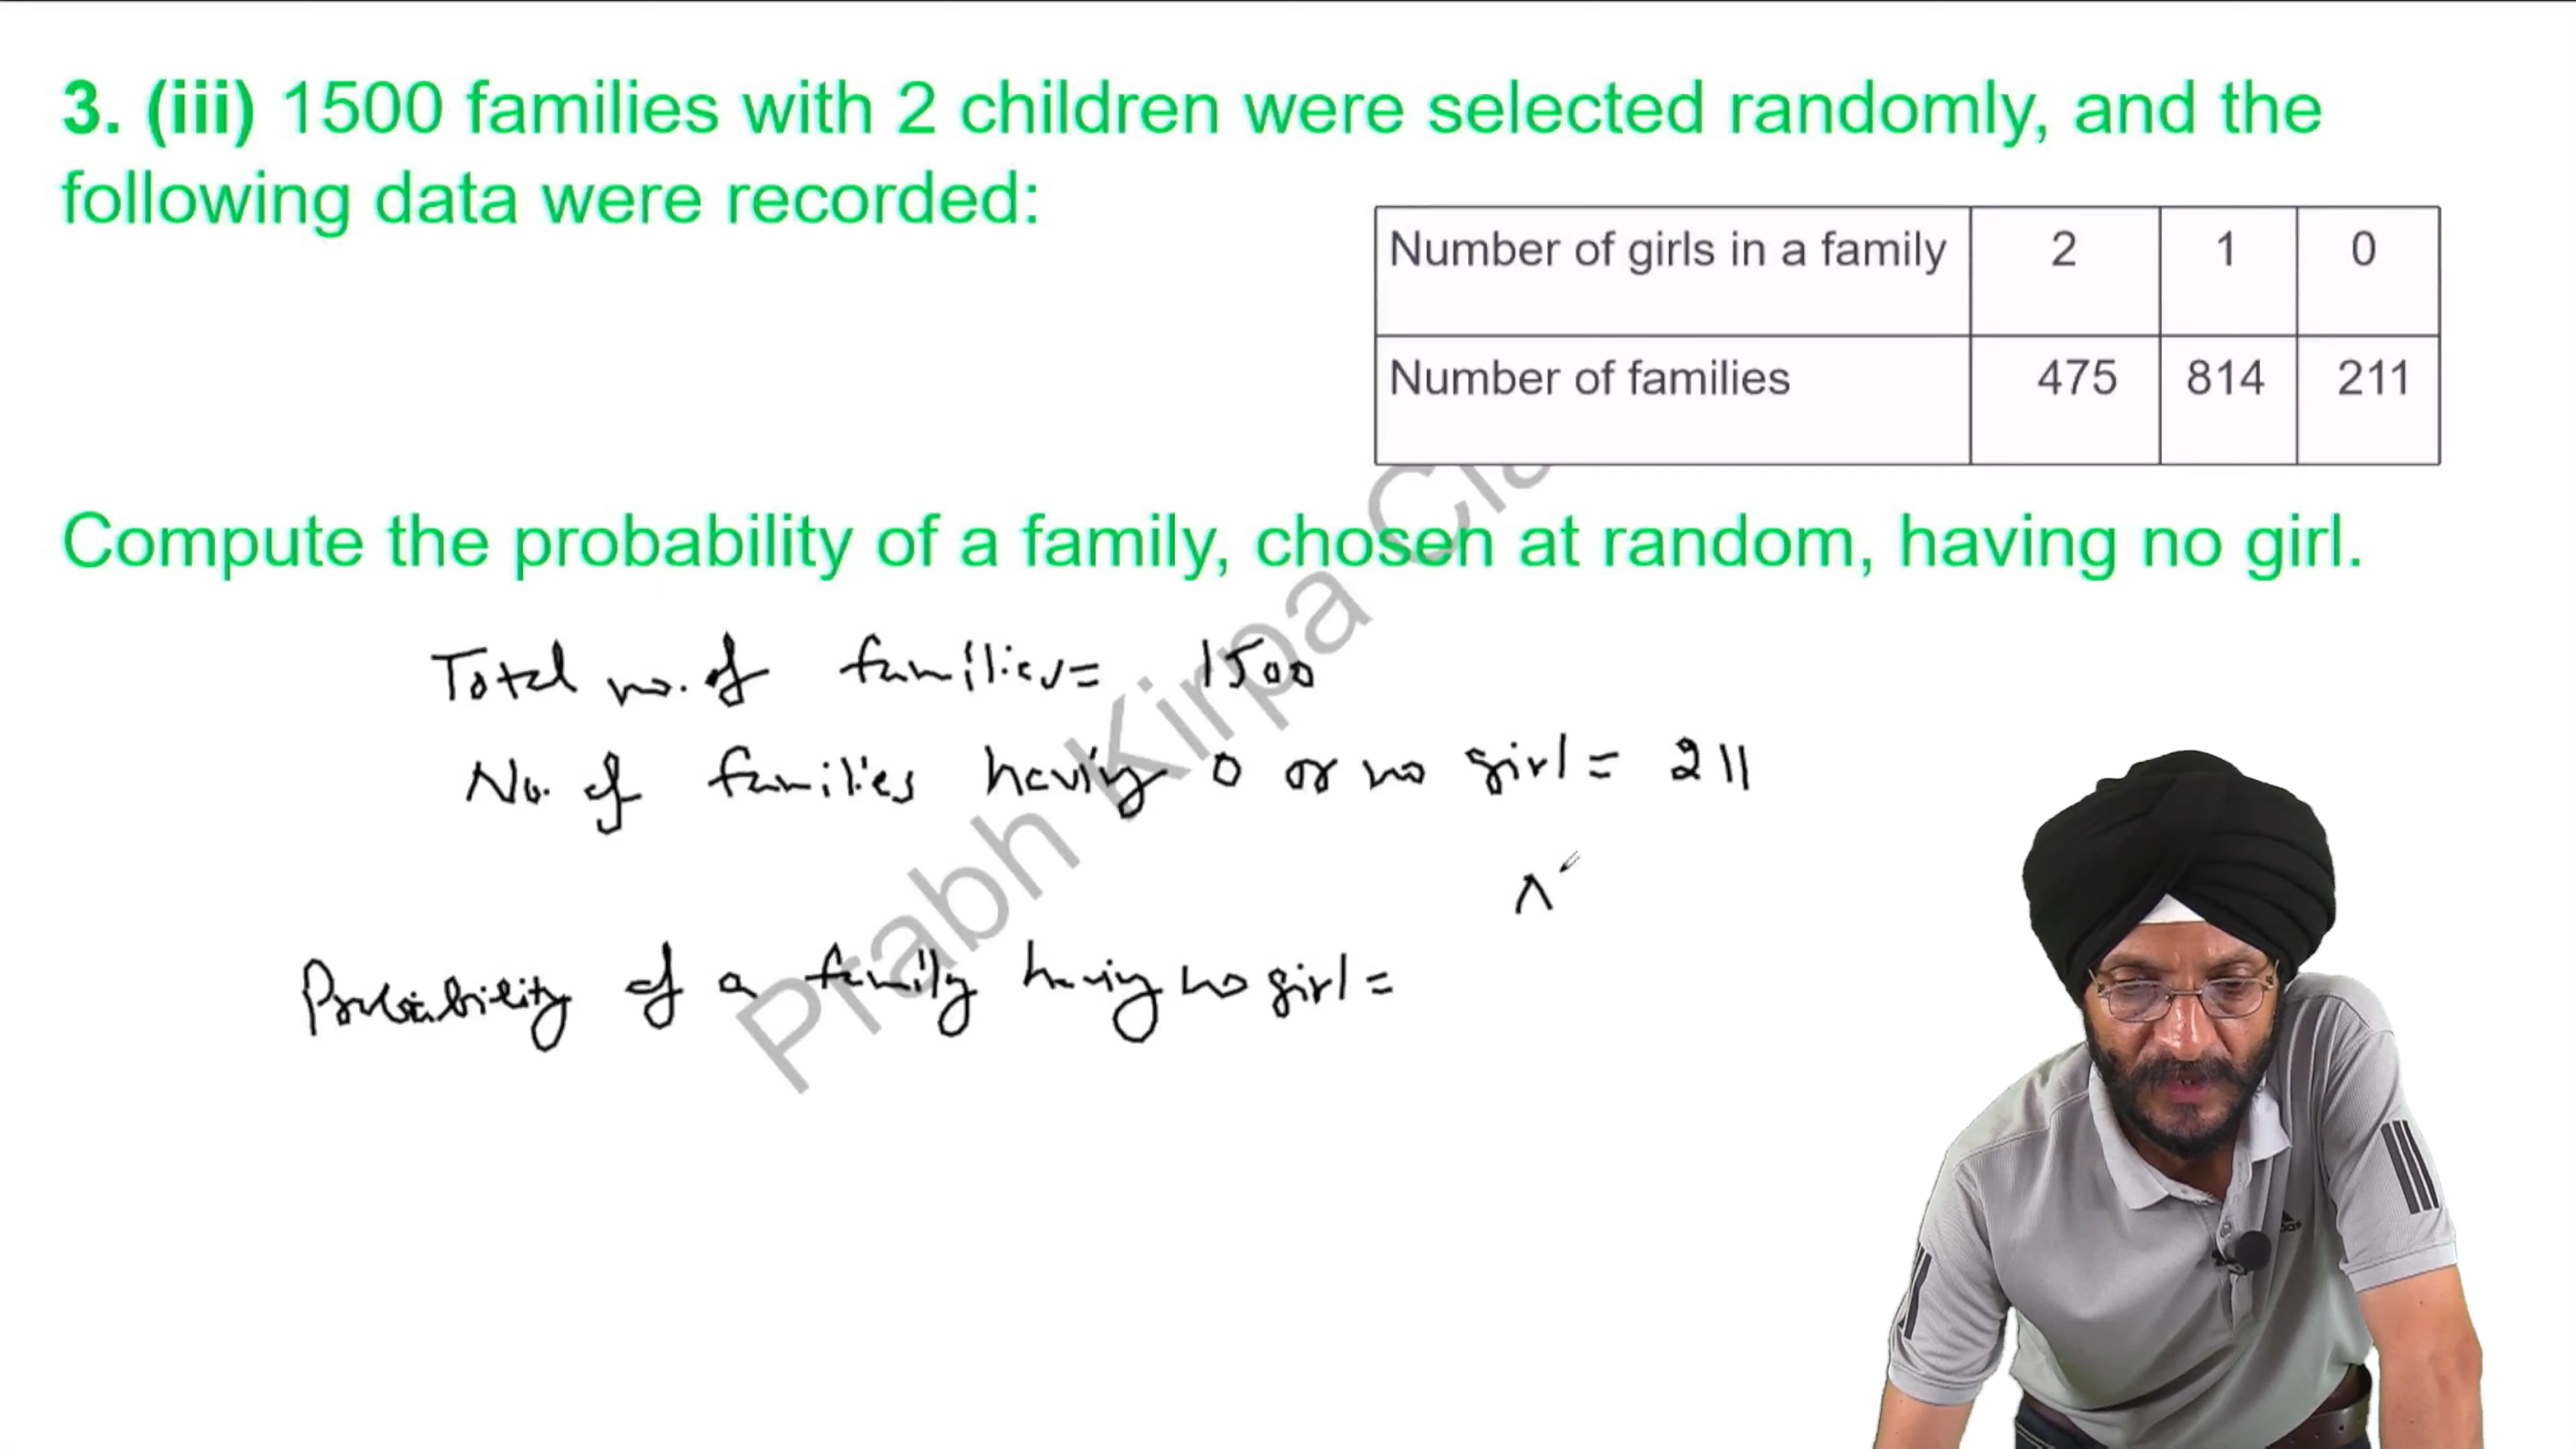 3. (iii) 1500 families with 2 children were selected randomly, and the
following data were recorded:
Number of girls in a family 2 1 0
Number of families 475 814 211
Compute the probability of a family, chosen at random, having no girl.
Total no. of families = 1500
No. of families having 0 or no girl = 211
Probability of a family having no girl =
Prabh Kirpa